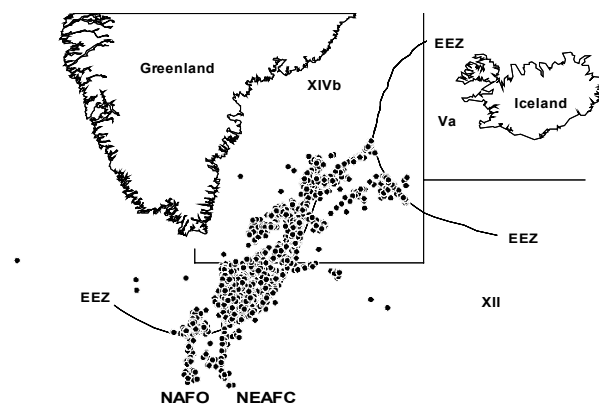 EEZ
Greenland
XIVb
Iceland
Va
EEZ
EEZ
XII
NAFO NEAFC